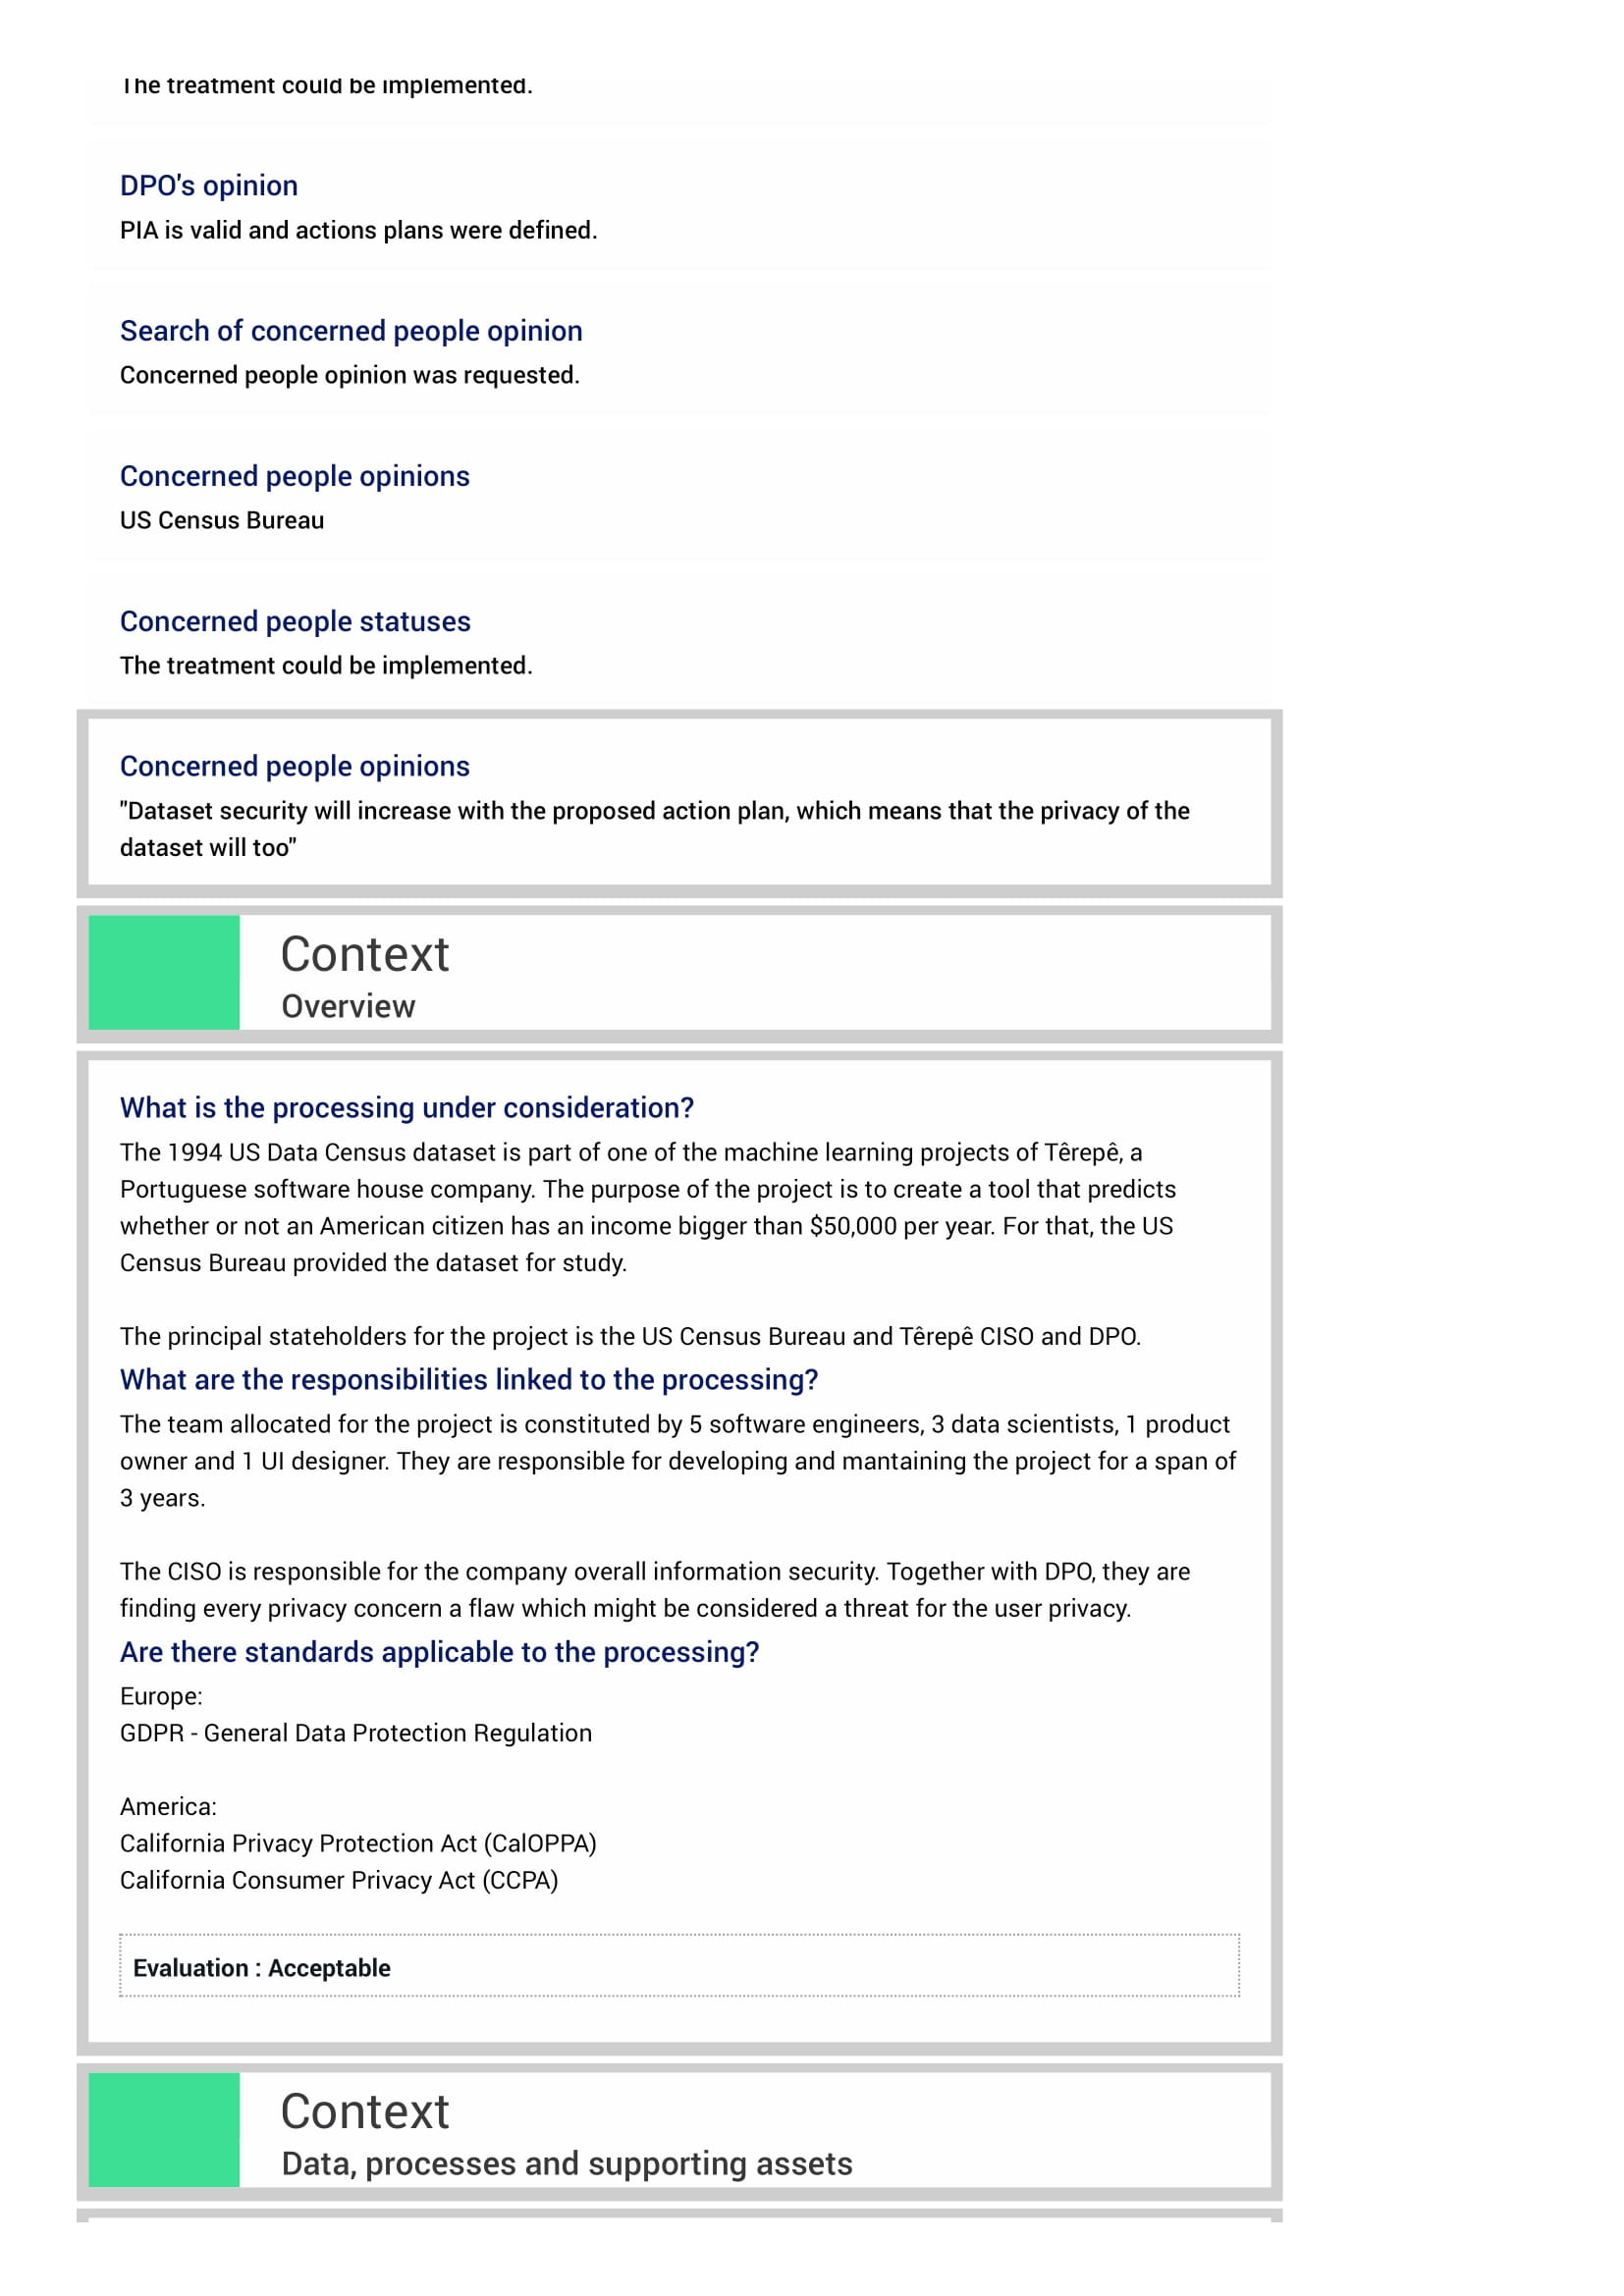 The treatment could be implemented.
DPO's opinion
PIA is valid and actions plans were defined.
Search of concerned people opinion
Concerned people opinion was requested.
Concerned people opinions
US Census Bureau
Concerned people statuses
The treatment could be implemented.
Concerned people opinions
"Dataset security will increase with the proposed action plan, which means that the privacy of the
dataset will too"
Context
Overview
What is the processing under consideration?
The 1994 US Data Census dataset is part of one of the machine learning projects of Têrepê, a
Portuguese software house company. The purpose of the project is to create a tool that predicts
whether or not an American citizen has an income bigger than $50,000 per year. For that, the US
Census Bureau provided the dataset for study.
The principal stateholders for the project is the US Census Bureau and Têrepê CISO and DPO.
What are the responsibilities linked to the processing?
The team allocated for the project is constituted by 5 software engineers, 3 data scientists, 1 product
owner and 1 UI designer. They are responsible for developing and mantaining the project for a span of
3 years.
The CISO is responsible for the company overall information security. Together with DPO, they are
finding every privacy concern a flaw which might be considered a threat for the user privacy.
Are there standards applicable to the processing?
Europe:
GDPR - General Data Protection Regulation
America:
California Privacy Protection Act (CalOPPA)
California Consumer Privacy Act (CCPA)
Evaluation : Acceptable
Context
Data, processes and supporting assets